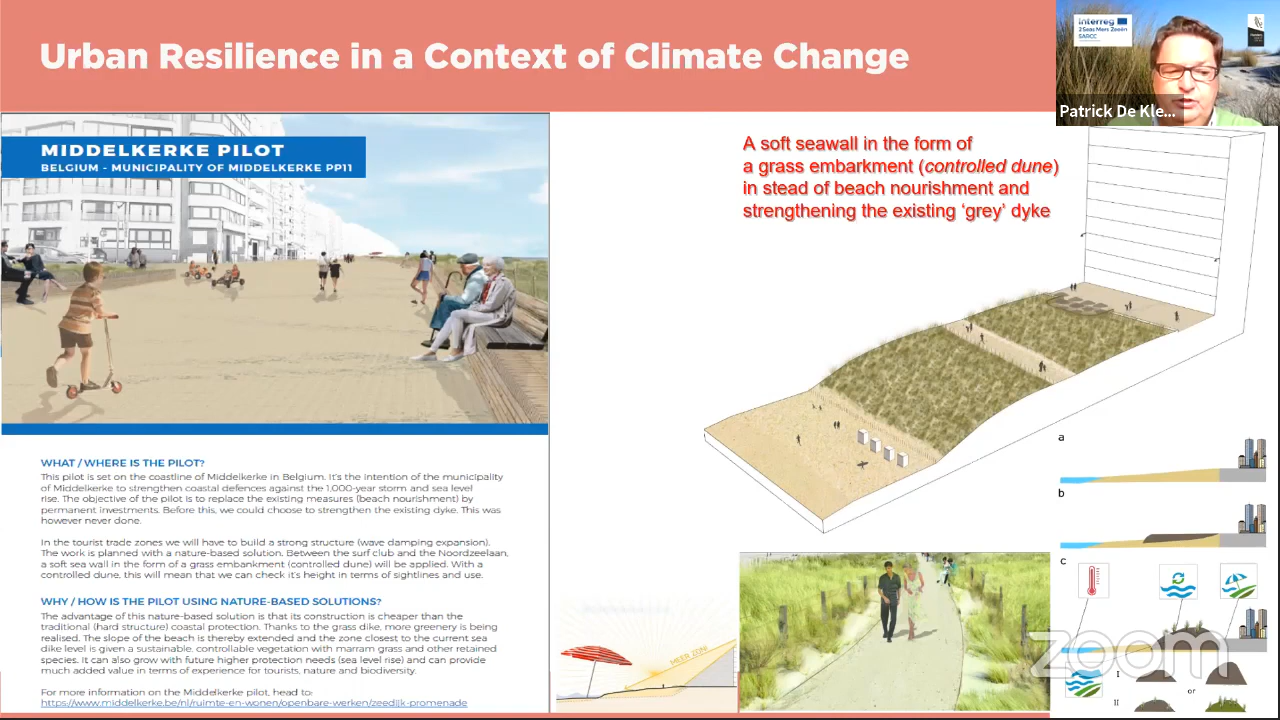 Urban Resilience in a Context of Climate Change
Interreg
2 Seas Mers Zeeën
SARCC
Patrick De Kle...
MIDDELKERKE PILOT
BELGIUM - MUNICIPALITY OF MIDDELKERKE PP11
A soft seawall in the form of
a grass embarkment (controlled dune)
in stead of beach nourishment and
strengthening the existing ‘grey’ dyke
WHAT / WHERE IS THE PILOT?
This pilot is set on the coastline of Middelkerke in Belgium. It's the intention of the municipality
of Middelkerke to strengthen coastal defences against the 1,000-year storm and sea level
rise. The objective of the pilot is to replace the existing measures (beach nourishment) by
permanent investments. Before this, we could choose to strengthen the existing dyke. This was
however never done.
In the tourist trade zones we will have to build a strong structure (wave damping expansion).
The work is planned with a nature-based solution. Between the surf club and the Noordzeelaan,
a soft sea wall in the form of a grass embankment (controlled dune) will be applied. With a
controlled dune, this will mean that we can check it's height in terms of sightlines and use.
WHY / HOW IS THE PILOT USING NATURE-BASED SOLUTIONS?
The advantage of this nature-based solution is that its construction is cheaper than the
traditional (hard structure) coastal protection. Thanks to the grass dike, more greenery is being
realised. The slope of the beach is thereby extended and the zone closest to the current sea
dike level is given a sustainable, controllable vegetation with marram grass and other retained
species. It can also grow with future higher protection needs (sea level rise) and can provide
much added value in terms of experience for tourists, nature and biodiversity.
For more information on the Middelkerke pilot, head to:
https://www.middelkerke.be/nl/ruimte-en-wonen/openbare-werken/zeedijk-promenade
MEER ZON!
a
b
c
I
or
II
zoom